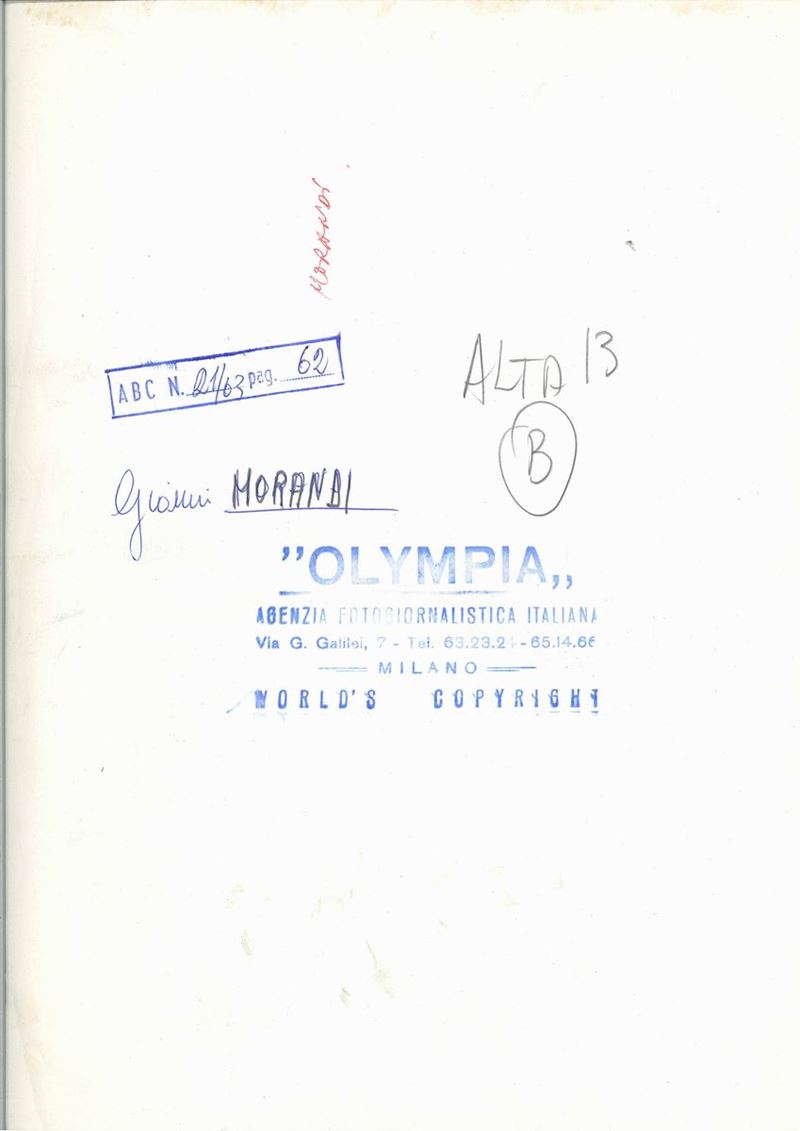 MORANDI
ABC N. 21/63 pag. 62
ALTA 13
B
Gianni MORANDI
"OLYMPIA„
AGENZIA FOTOGIORNALISTICA ITALIANA
Via G. Galilei, 7 - Tel. 63.23.2 - 65.14.66
MILANO
WORLD'S COPYRIGHT